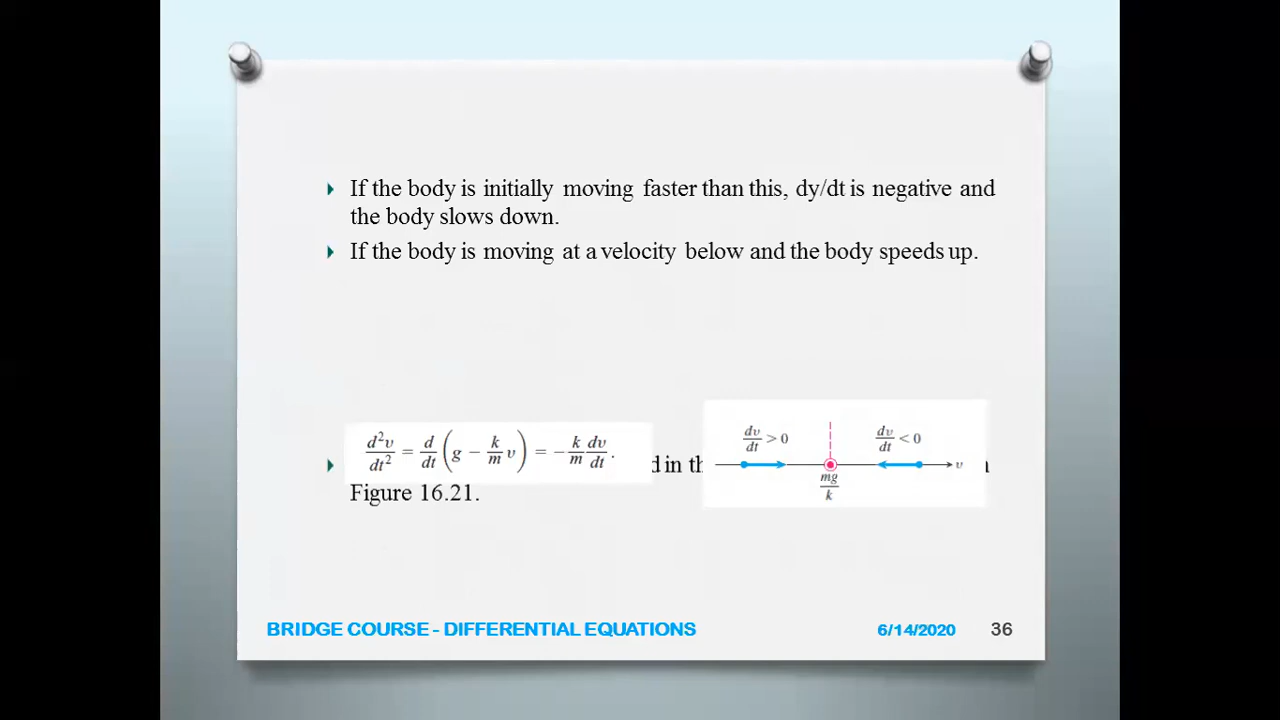 If the body is initially moving faster than this, dy/dt is negative and
the body slows down.
If the body is moving at a velocity below and the body speeds up.
d²v/dt² = d/dt (g − k/m v) = − k/m dv/dt.
in
Figure 16.21.
dv/dt > 0
dv/dt < 0
v
mg/k
BRIDGE COURSE - DIFFERENTIAL EQUATIONS
6/14/2020
36